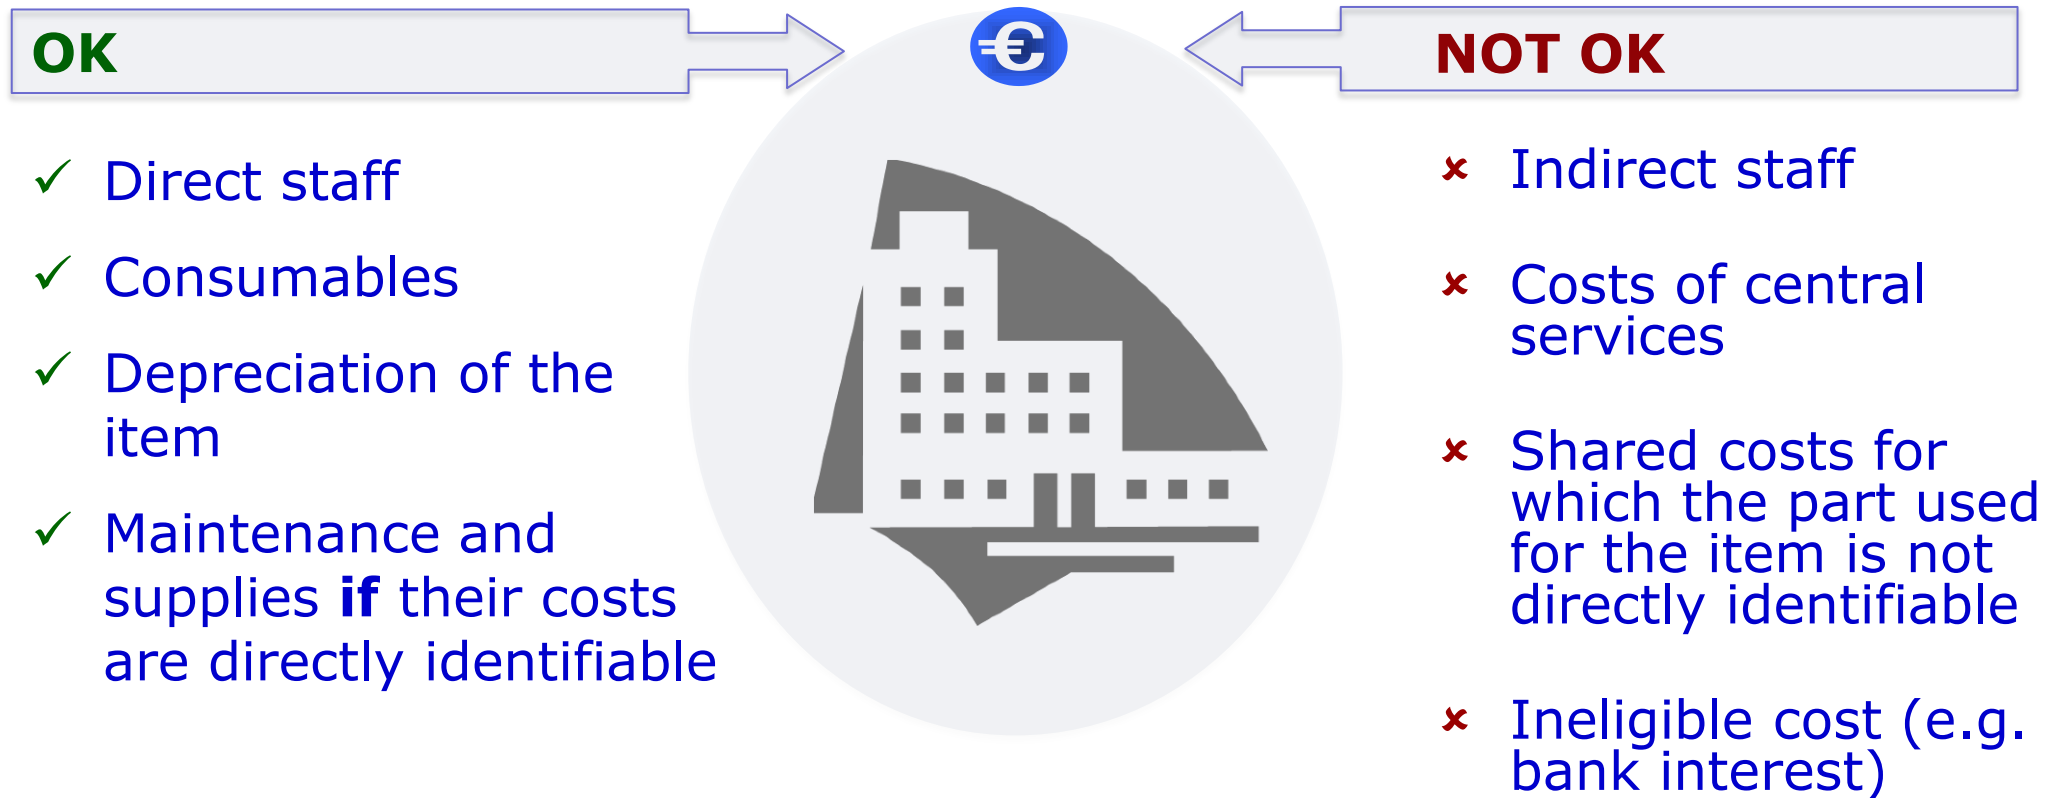 OK
✓ Direct staff
✓ Consumables
✓ Depreciation of the
item
✓ Maintenance and
supplies if their costs
are directly identifiable
€
NOT OK
✘ Indirect staff
✘ Costs of central
services
✘ Shared costs for
which the part used
for the item is not
directly identifiable
✘ Ineligible cost (e.g.
bank interest)